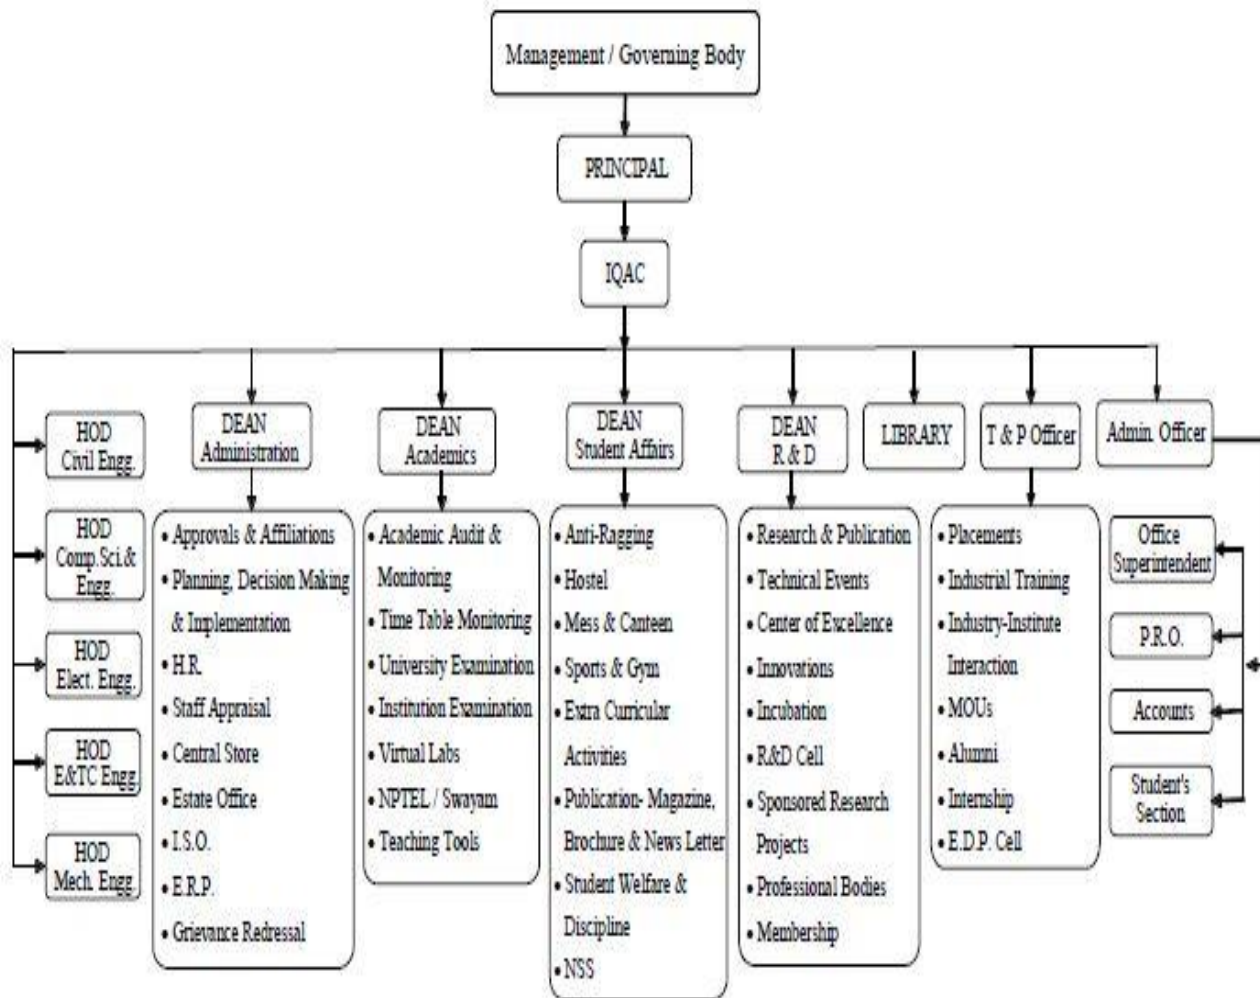 Management / Governing Body
PRINCIPAL
IQAC
HOD
Civil Engg.
HOD
Comp.Sci.&
Engg.
HOD
Elect. Engg.
HOD
E&TC Engg.
HOD
Mech. Engg.
DEAN
Administration
• Approvals & Affiliations
• Planning, Decision Making
& Implementation
• H.R.
• Staff Appraisal
• Central Store
• Estate Office
• I.S.O.
• E.R.P.
• Grievance Redressal
DEAN
Academics
• Academic Audit &
Monitoring
• Time Table Monitoring
• University Examination
• Institution Examination
• Virtual Labs
• NPTEL / Swayam
• Teaching Tools
DEAN
Student Affairs
• Anti-Ragging
• Hostel
• Mess & Canteen
• Sports & Gym
• Extra Curricular
Activities
• Publication- Magazine,
Brochure & News Letter
• Student Welfare &
Discipline
• NSS
DEAN
R & D
• Research & Publication
• Technical Events
• Center of Excellence
• Innovations
• Incubation
• R&D Cell
• Sponsored Research
Projects
• Professional Bodies
• Membership
LIBRARY
T & P Officer
• Placements
• Industrial Training
• Industry-Institute
Interaction
• MOUs
• Alumni
• Internship
• E.D.P. Cell
Admin. Officer
Office
Superintendent
P.R.O.
Accounts
Student's
Section